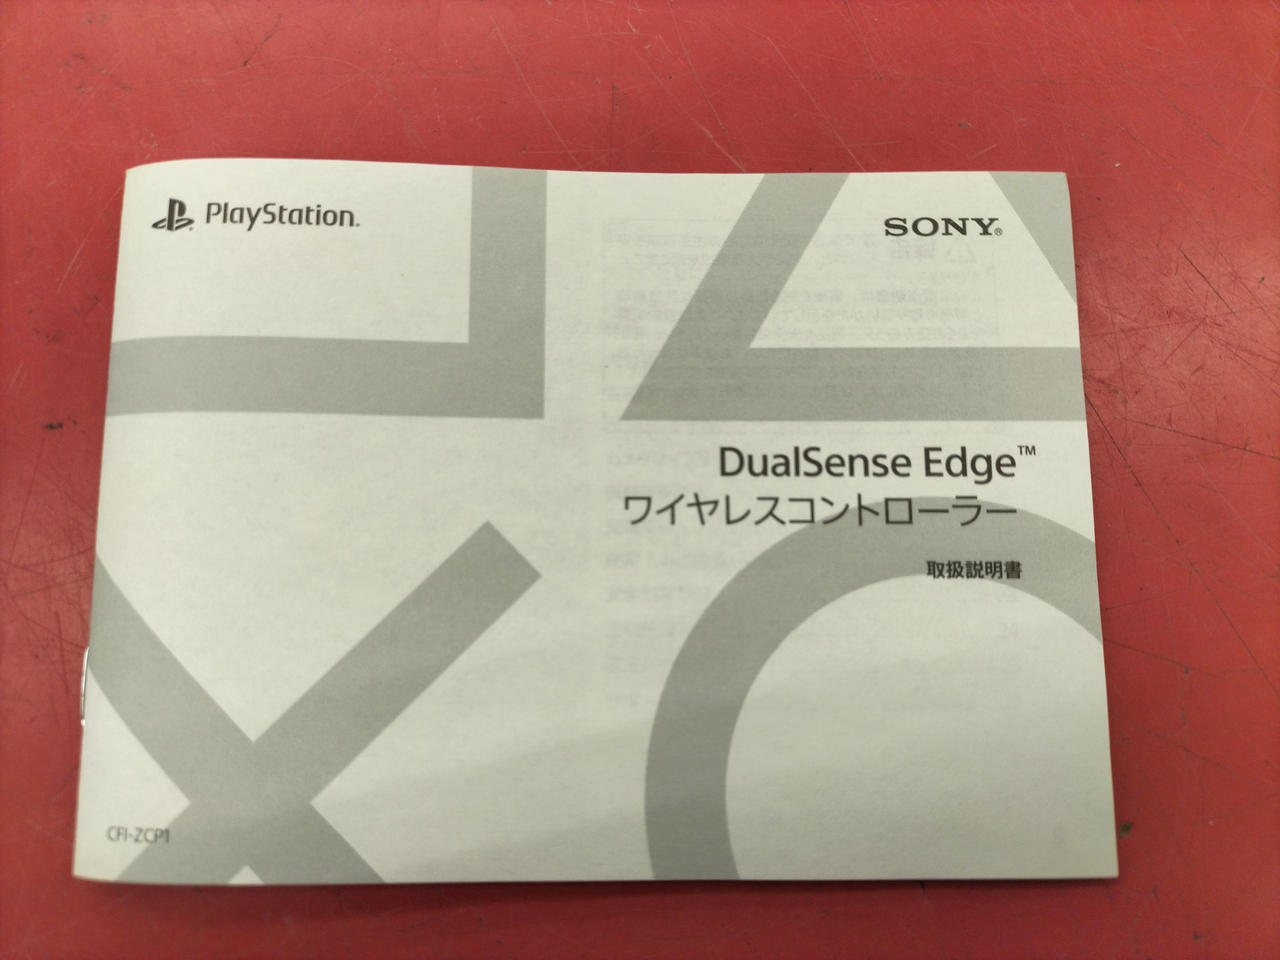 PlayStation®
SONY®
DualSense Edge™
ワイヤレスコントローラー
取扱説明書
CFI-ZCP1